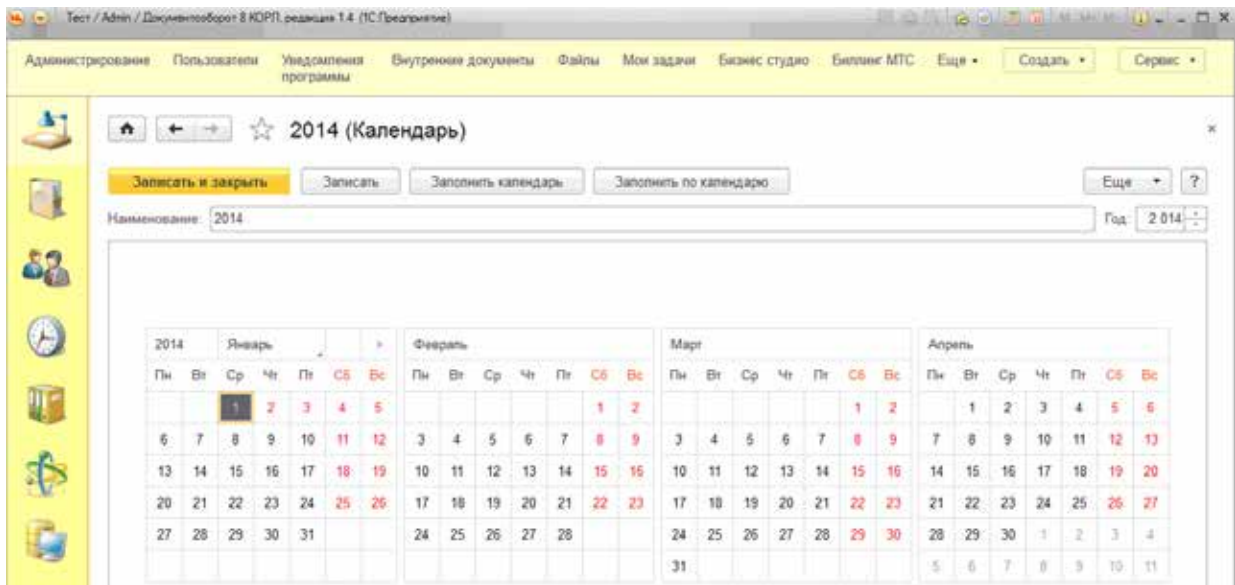 Тест / Admin / Документооборот 8 КОРП, редакция 1.4 (1С:Предприятие)
M M+ M-
Администрирование Пользователи Уведомления программы Внутренние документы Файлы Мои задачи Бизнес студио Биллинг МТС Еще Создать Сервис
2014 (Календарь)
Записать и закрыть Записать Заполнить календарь Заполнить по календарю Еще ?
Наименование: 2014 Год: 2 014
2014 Январь Февраль Март Апрель
Пн Вт Ср Чт Пт Сб Вс Пн Вт Ср Чт Пт Сб Вс Пн Вт Ср Чт Пт Сб Вс Пн Вт Ср Чт Пт Сб Вс
1 2 3 4 5 1 2 1 2 1 2 3 4 5 6
6 7 8 9 10 11 12 3 4 5 6 7 8 9 3 4 5 6 7 8 9 7 8 9 10 11 12 13
13 14 15 16 17 18 19 10 11 12 13 14 15 16 10 11 12 13 14 15 16 14 15 16 17 18 19 20
20 21 22 23 24 25 26 17 18 19 20 21 22 23 17 18 19 20 21 22 23 21 22 23 24 25 26 27
27 28 29 30 31 24 25 26 27 28 24 25 26 27 28 29 30 28 29 30 1 2 3 4
31 5 6 7 8 9 10 11